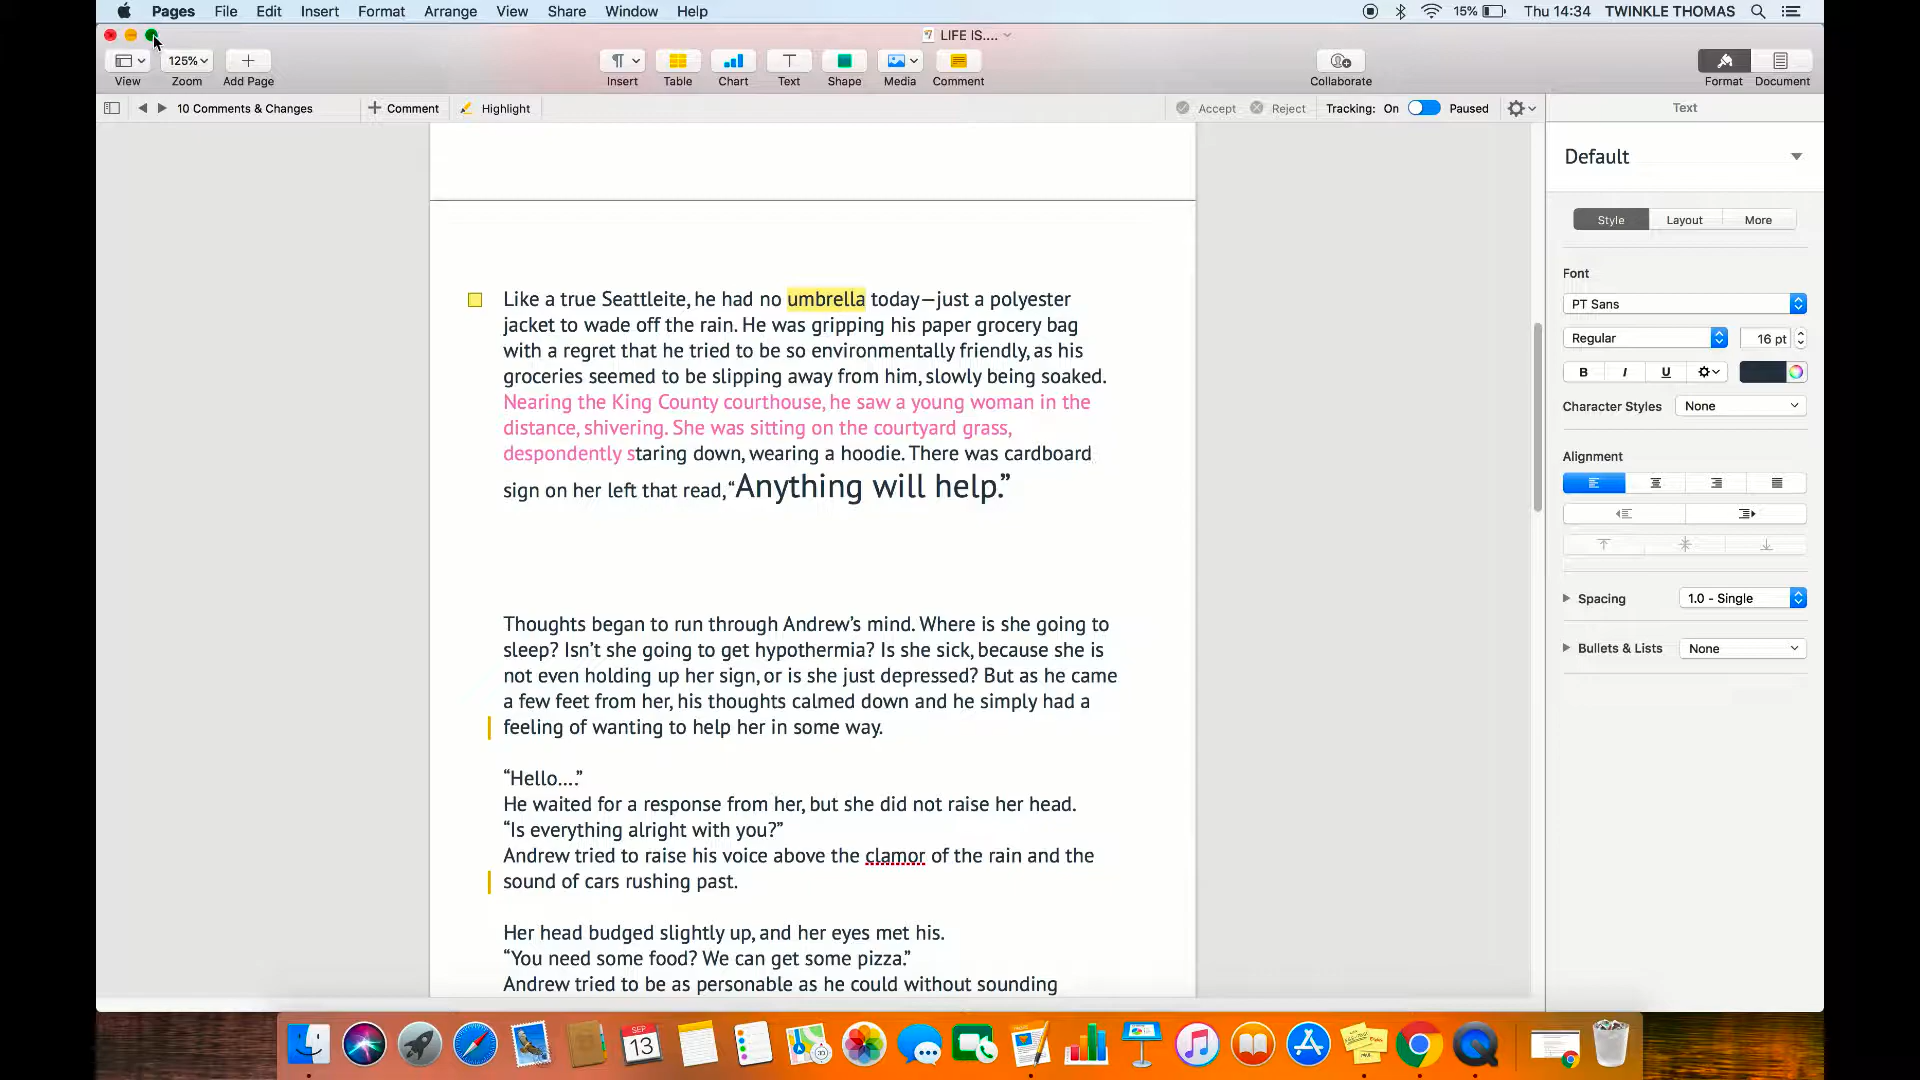 Pages File Edit Insert Format Arrange View Share Window Help 15% Thu 14:34 TWINKLE THOMAS
LIFE IS....
125%
View Zoom Add Page Insert Table Chart Text Shape Media Comment Collaborate Format Document
10 Comments & Changes Comment Highlight Accept Reject Tracking: On Paused Text
Default
Style Layout More
Font
PT Sans
Regular 16 pt
B I U
Character Styles None
Alignment
Spacing 1.0 - Single
Bullets & Lists None
Like a true Seattleite, he had no umbrella today—just a polyester
jacket to wade off the rain. He was gripping his paper grocery bag
with a regret that he tried to be so environmentally friendly, as his
groceries seemed to be slipping away from him, slowly being soaked.
Nearing the King County courthouse, he saw a young woman in the
distance, shivering. She was sitting on the courtyard grass,
despondently staring down, wearing a hoodie. There was cardboard
sign on her left that read, “Anything will help.”
Thoughts began to run through Andrew’s mind. Where is she going to
sleep? Isn’t she going to get hypothermia? Is she sick, because she is
not even holding up her sign, or is she just depressed? But as he came
a few feet from her, his thoughts calmed down and he simply had a
feeling of wanting to help her in some way.
“Hello....”
He waited for a response from her, but she did not raise her head.
“Is everything alright with you?”
Andrew tried to raise his voice above the clamor of the rain and the
sound of cars rushing past.
Her head budged slightly up, and her eyes met his.
“You need some food? We can get some pizza.”
Andrew tried to be as personable as he could without sounding
SEP
13